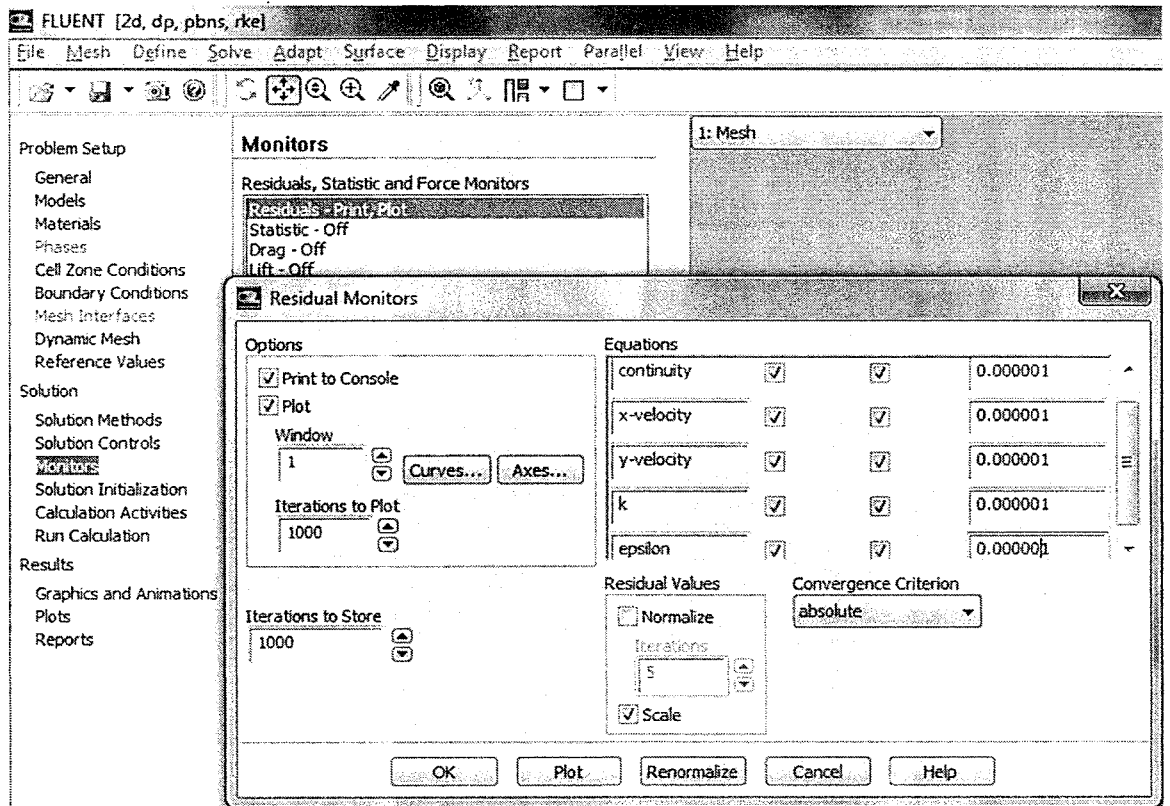 FLUENT [2d, dp, pbns, rke]
File Mesh Define Solve Adapt Surface Display Report Parallel View Help
Problem Setup
General
Models
Materials
Phases
Cell Zone Conditions
Boundary Conditions
Mesh Interfaces
Dynamic Mesh
Reference Values
Solution
Solution Methods
Solution Controls
Monitors
Solution Initialization
Calculation Activities
Run Calculation
Results
Graphics and Animations
Plots
Reports
Monitors
Residuals, Statistic and Force Monitors
Residuals - Print, Plot
Statistic - Off
Drag - Off
Lift - Off
1: Mesh
Residual Monitors
Options
Print to Console
Plot
Window
1
Curves... Axes...
Iterations to Plot
1000
Iterations to Store
1000
Equations
continuity 0.000001
x-velocity 0.000001
y-velocity 0.000001
k 0.000001
epsilon 0.000001
Residual Values
Normalize
Iterations
5
Scale
Convergence Criterion
absolute
OK Plot Renormalize Cancel Help